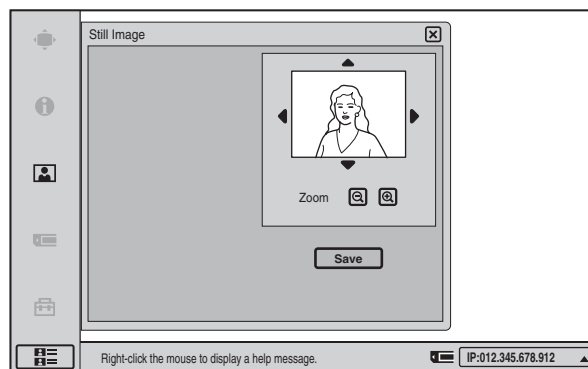 Still Image
Zoom
Save
Right-click the mouse to display a help message.
IP:012.345.678.912